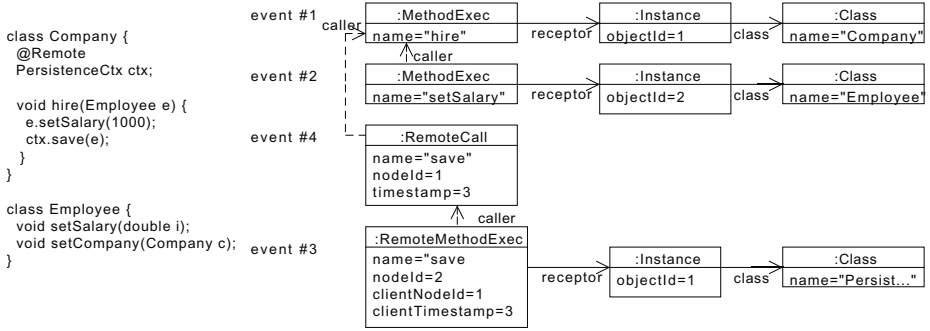 class Company {
@Remote
PersistenceCtx ctx;
void hire(Employee e) {
e.setSalary(1000);
ctx.save(e);
}
}
class Employee {
void setSalary(double i);
void setCompany(Company c);
}
event #1
caller
:MethodExec
name="hire"
receptor
:Instance
objectId=1
class
:Class
name="Company"
caller
event #2
:MethodExec
name="setSalary"
receptor
:Instance
objectId=2
class
:Class
name="Employee"
event #4
:RemoteCall
name="save"
nodeId=1
timestamp=3
caller
event #3
:RemoteMethodExec
name="save
nodeId=2
clientNodeId=1
clientTimestamp=3
receptor
:Instance
objectId=1
class
:Class
name="Persist..."